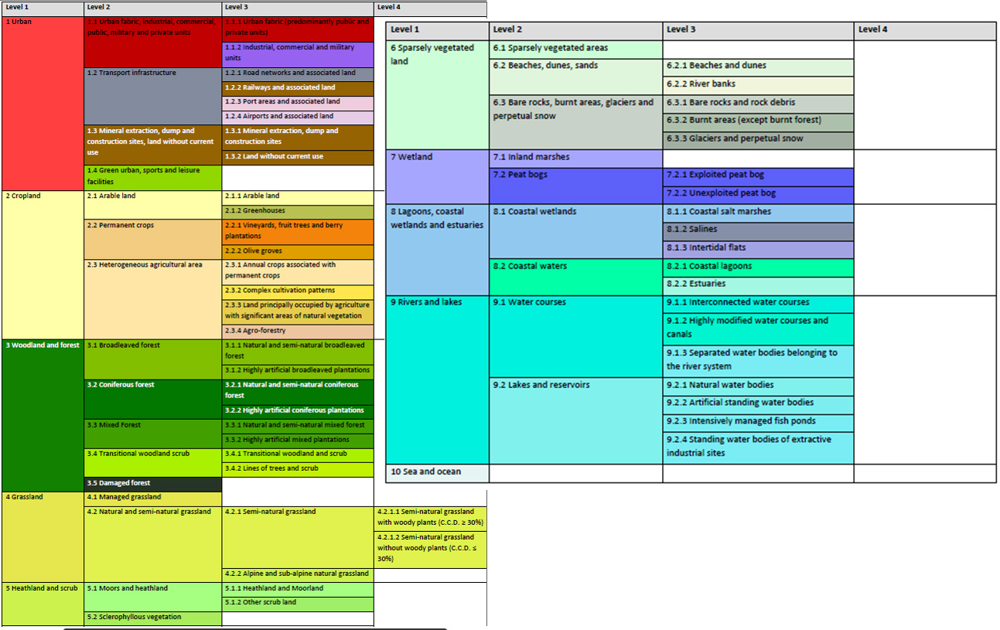 Level 1 Level 2 Level 3 Level 4
1 Urban
1.1 Urban fabric, industrial, commercial,
public, military and private units
1.1.1 Urban fabric (predominantly public and
private units)
1.1.2 Industrial, commercial and military
units
1.2 Transport infrastructure
1.2.1 Road networks and associated land
1.2.2 Railways and associated land
1.2.3 Port areas and associated land
1.2.4 Airports and associated land
1.3 Mineral extraction, dump and
construction sites, land without current
use
1.3.1 Mineral extraction, dump and
construction sites
1.3.2 Land without current use
1.4 Green urban, sports and leisure
facilities
2 Cropland
2.1 Arable land
2.1.1 Arable land
2.1.2 Greenhouses
2.2 Permanent crops
2.2.1 Vineyards, fruit trees and berry
plantations
2.2.2 Olive groves
2.3 Heterogeneous agricultural area
2.3.1 Annual crops associated with
permanent crops
2.3.2 Complex cultivation patterns
2.3.3 Land principally occupied by agriculture
with significant areas of natural vegetation
2.3.4 Agro-forestry
3 Woodland and forest
3.1 Broadleaved forest
3.1.1 Natural and semi-natural broadleaved
forest
3.1.2 Highly artificial broadleaved plantations
3.2 Coniferous forest
3.2.1 Natural and semi-natural coniferous
forest
3.2.2 Highly artificial coniferous plantations
3.3 Mixed Forest
3.3.1 Natural and semi-natural mixed forest
3.3.2 Highly artificial mixed plantations
3.4 Transitional woodland scrub
3.4.1 Transitional woodland and scrub
3.4.2 Lines of trees and scrub
3.5 Damaged forest
4 Grassland
4.1 Managed grassland
4.2 Natural and semi-natural grassland
4.2.1 Semi-natural grassland
4.2.1.1 Semi-natural grassland
with woody plants (C.C.D. ≥ 30%)
4.2.1.2 Semi-natural grassland
without woody plants (C.C.D. ≤
30%)
4.2.2 Alpine and sub-alpine natural grassland
5 Heathland and scrub
5.1 Moors and heathland
5.1.1 Heathland and Moorland
5.1.2 Other scrub land
5.2 Sclerophyllous vegetation
Level 1 Level 2 Level 3 Level 4
6 Sparsely vegetated
land
6.1 Sparsely vegetated areas
6.2 Beaches, dunes, sands
6.2.1 Beaches and dunes
6.2.2 River banks
6.3 Bare rocks, burnt areas, glaciers and
perpetual snow
6.3.1 Bare rocks and rock debris
6.3.2 Burnt areas (except burnt forest)
6.3.3 Glaciers and perpetual snow
7 Wetland
7.1 Inland marshes
7.2 Peat bogs
7.2.1 Exploited peat bog
7.2.2 Unexploited peat bog
8 Lagoons, coastal
wetlands and estuaries
8.1 Coastal wetlands
8.1.1 Coastal salt marshes
8.1.2 Salines
8.1.3 Intertidal flats
8.2 Coastal waters
8.2.1 Coastal lagoons
8.2.2 Estuaries
9 Rivers and lakes
9.1 Water courses
9.1.1 Interconnected water courses
9.1.2 Highly modified water courses and
canals
9.1.3 Separated water bodies belonging to
the river system
9.2 Lakes and reservoirs
9.2.1 Natural water bodies
9.2.2 Artificial standing water bodies
9.2.3 Intensively managed fish ponds
9.2.4 Standing water bodies of extractive
industrial sites
10 Sea and ocean